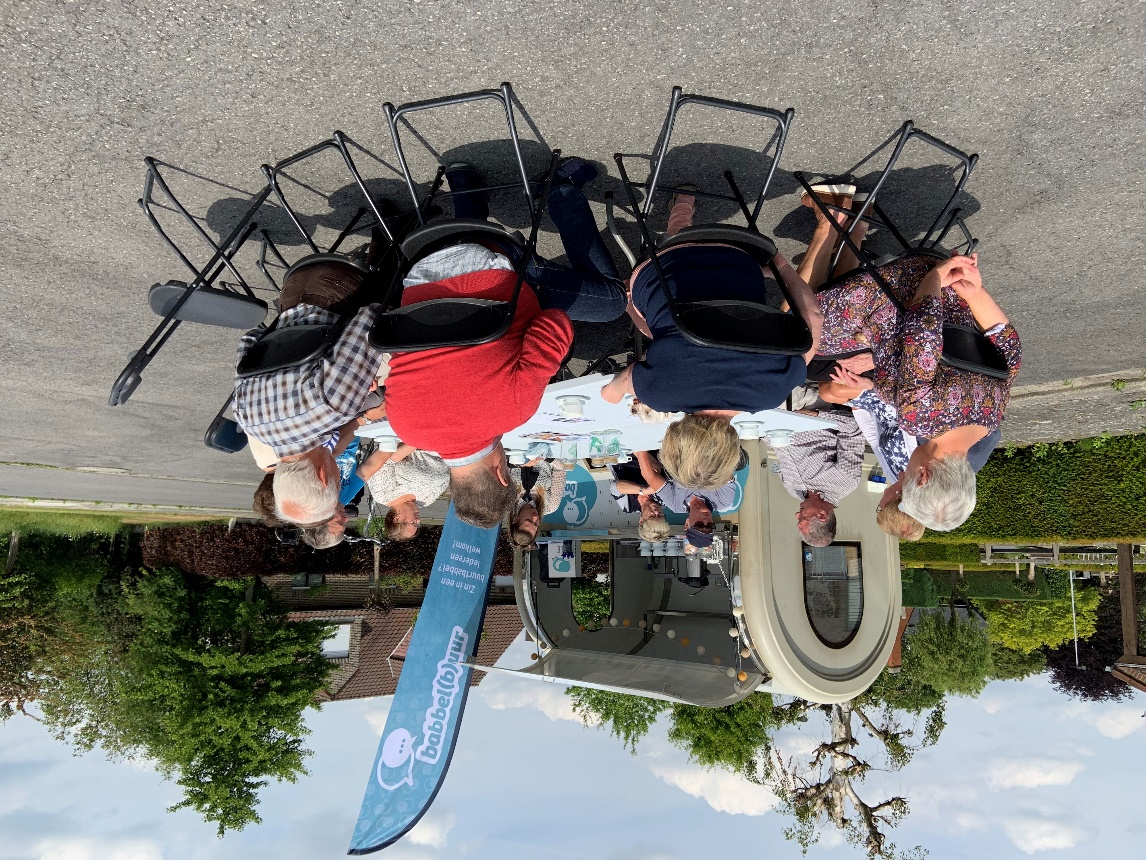 babbel(b)uur
Zin in een
buurtbabbel?
Iedereen
welkom!